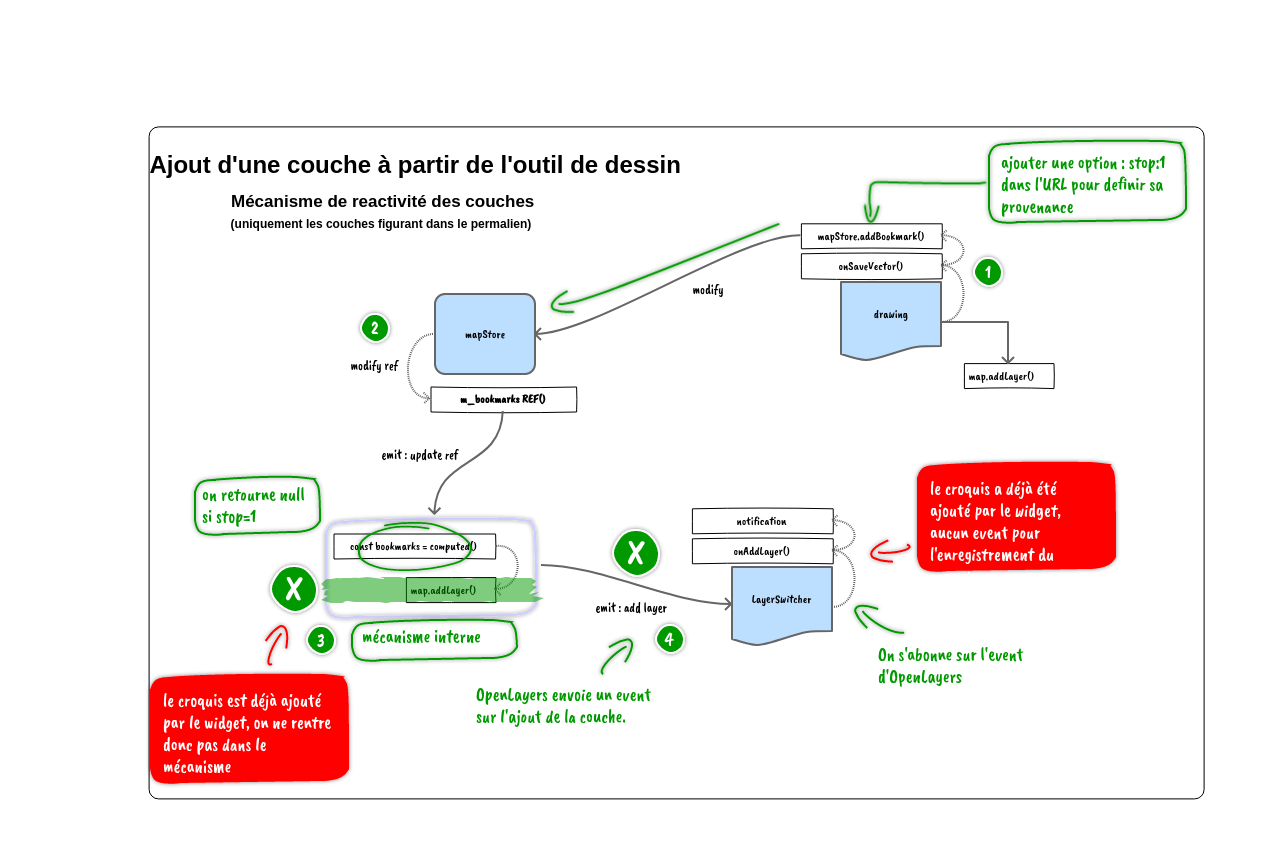 Ajout d'une couche à partir de l'outil de dessin
Mécanisme de reactivité des couches
(uniquement les couches figurant dans le permalien)
ajouter une option : stop:1
dans l'URL pour definir sa
provenance
mapStore.addBookmark()
onSaveVector()
1
drawing
modify
map.addLayer()
2
mapStore
modify ref
m_bookmarks REF()
emit : update ref
on retourne null
si stop=1
const bookmarks = computed()
map.addLayer()
X
3
mécanisme interne
le croquis est déjà ajouté
par le widget, on ne rentre
donc pas dans le
mécanisme
X
emit : add layer
4
OpenLayers envoie un event
sur l'ajout de la couche.
notification
onAddLayer()
LayerSwitcher
le croquis a déjà été
ajouté par le widget,
aucun event pour
l'enregistrement du
On s'abonne sur l'event
d'OpenLayers